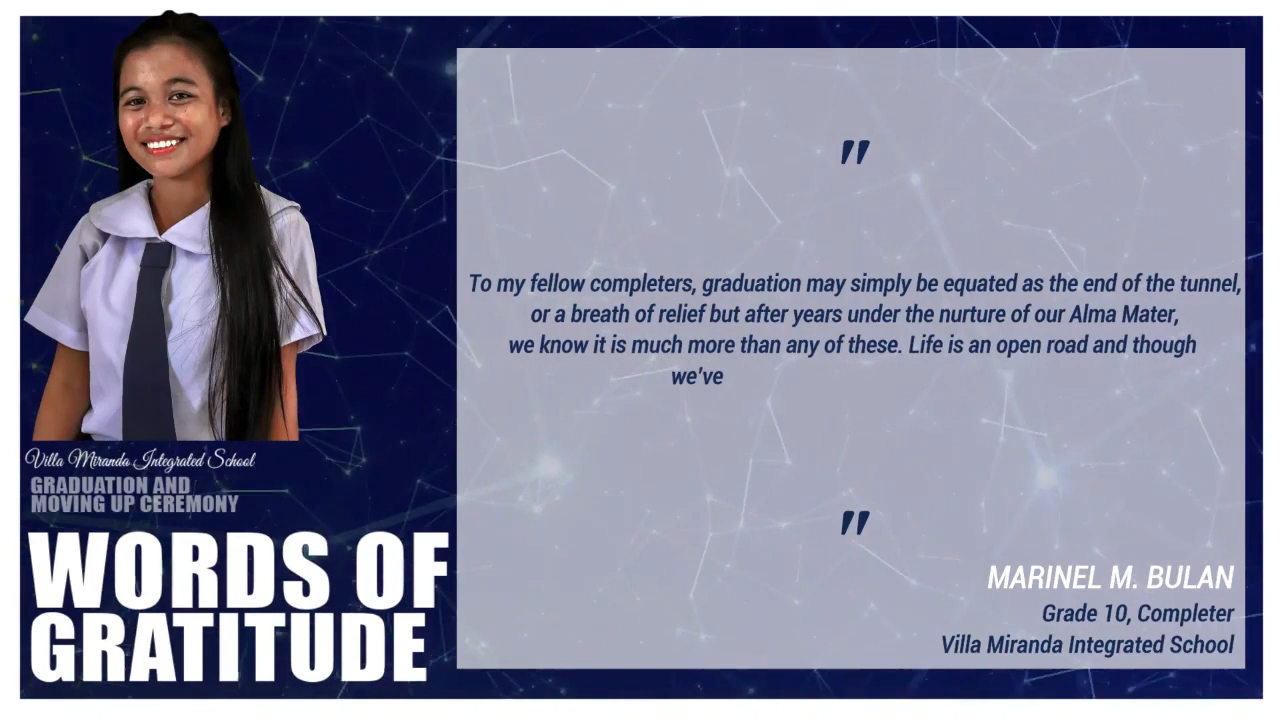 Villa Miranda Integrated School
GRADUATION AND
MOVING UP CEREMONY
WORDS OF
GRATITUDE
"
To my fellow completers, graduation may simply be equated as the end of the tunnel,
or a breath of relief but after years under the nurture of our Alma Mater,
we know it is much more than any of these. Life is an open road and though
we've
"
MARINEL M. BULAN
Grade 10, Completer
Villa Miranda Integrated School